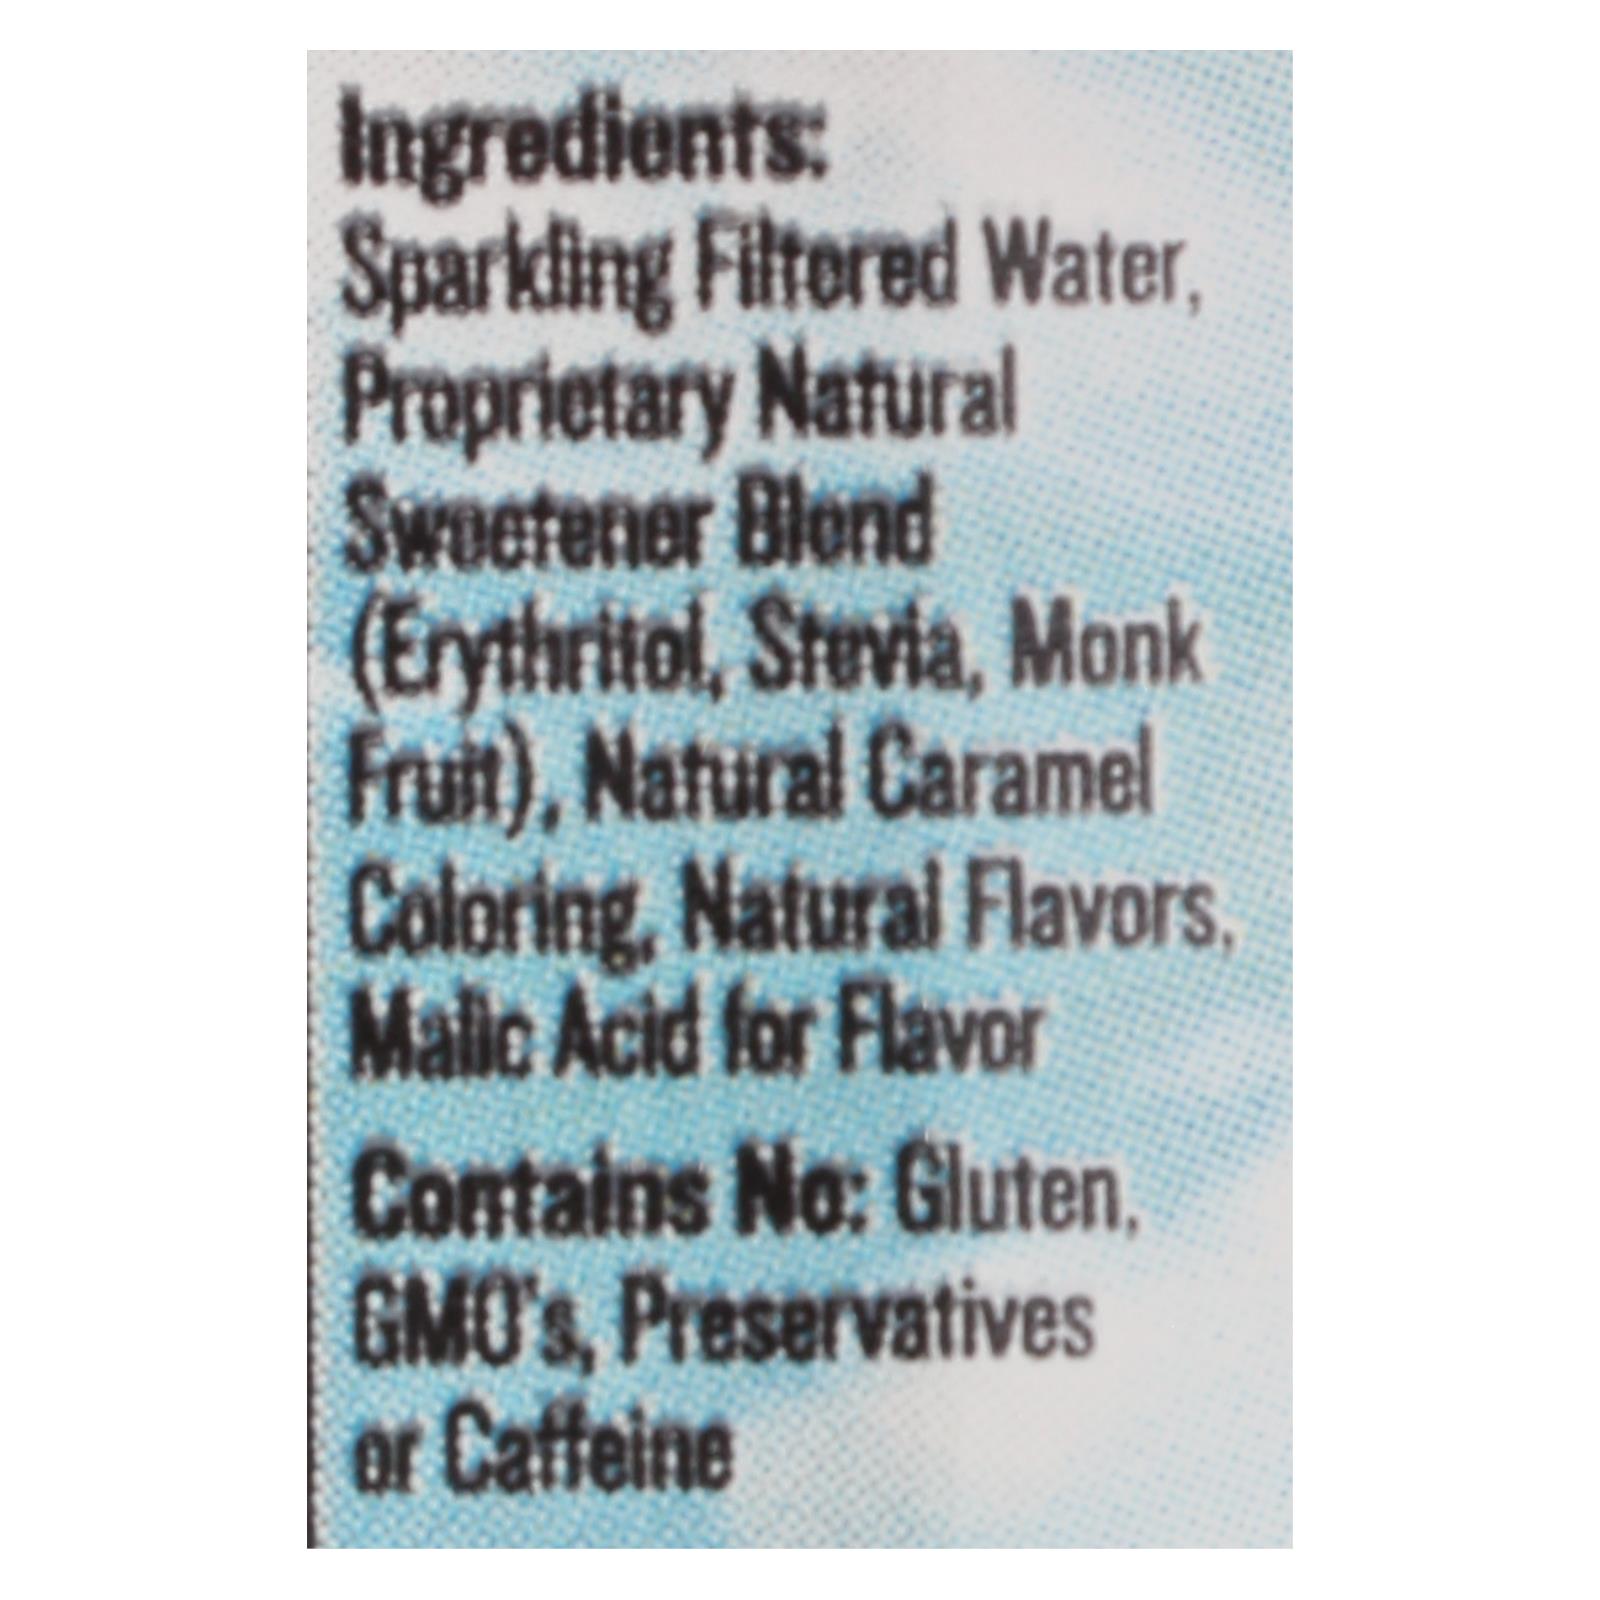 Ingredients:
Sparkling Filtered Water,
Proprietary Natural
Sweetener Blend
(Erythritol, Stevia, Monk
Fruit), Natural Caramel
Coloring, Natural Flavors,
Malic Acid for Flavor
Contains No: Gluten,
GMO's, Preservatives
or Caffeine